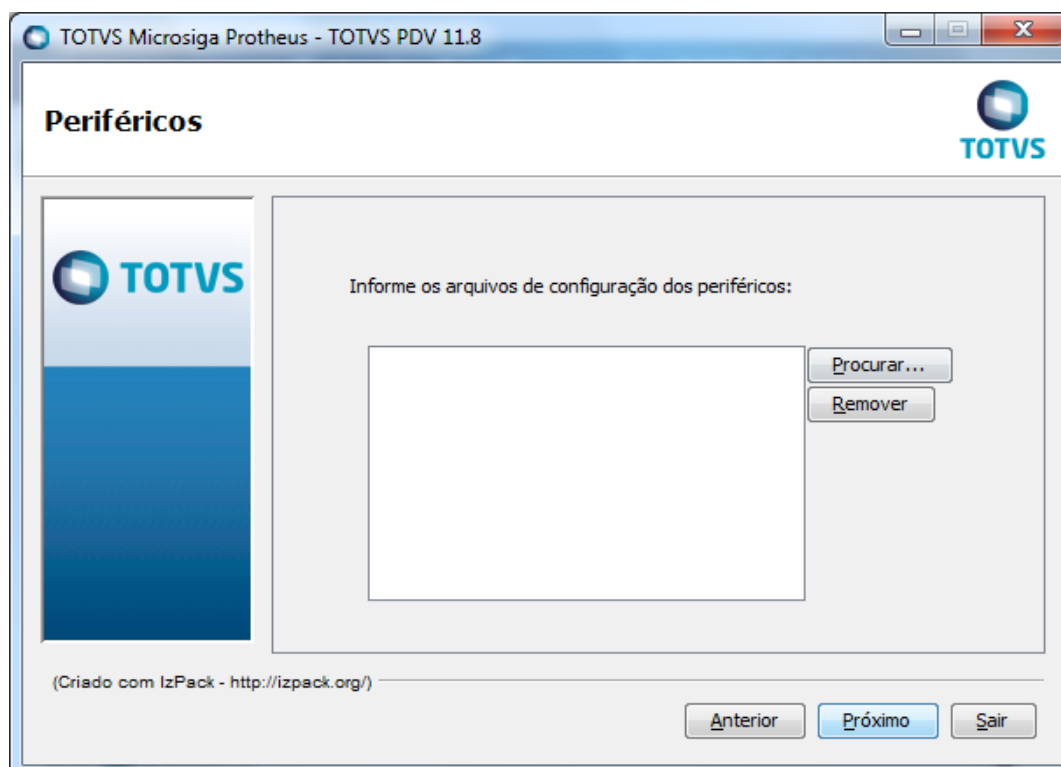 TOTVS Microsiga Protheus - TOTVS PDV 11.8
Periféricos
TOTVS
TOTVS
Informe os arquivos de configuração dos periféricos:
Procurar...
Remover
(Criado com IzPack - http://izpack.org/)
Anterior
Próximo
Sair